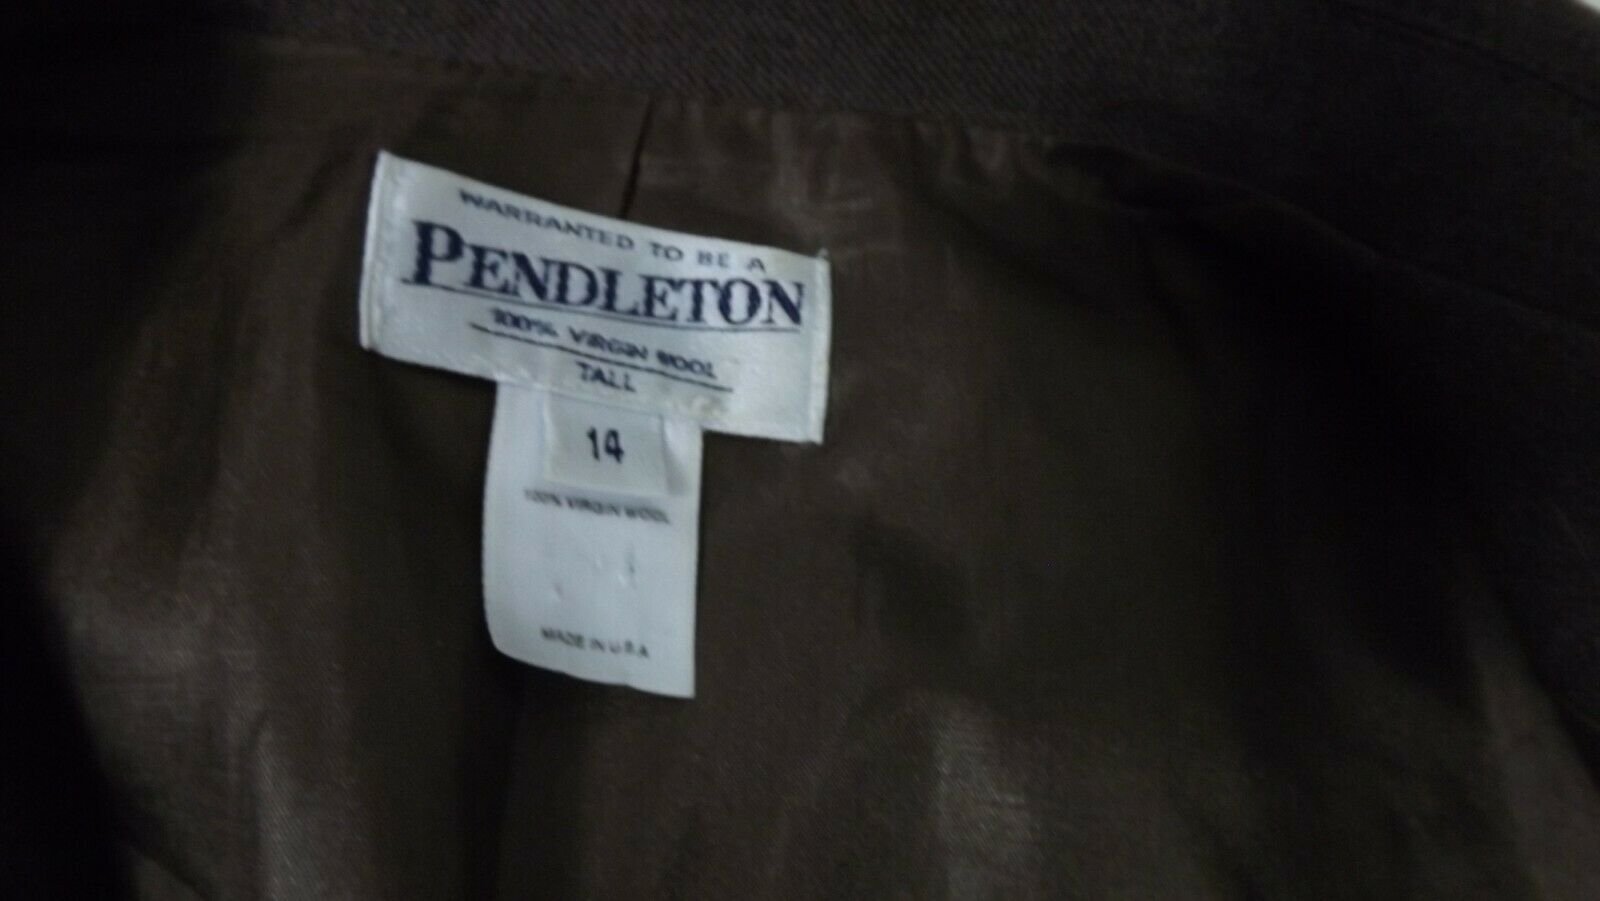 WARRANTED TO BE A
PENDLETON
100% VIRGIN WOOL
TALL
14
100% VIRGIN WOOL
MADE IN U.S.A